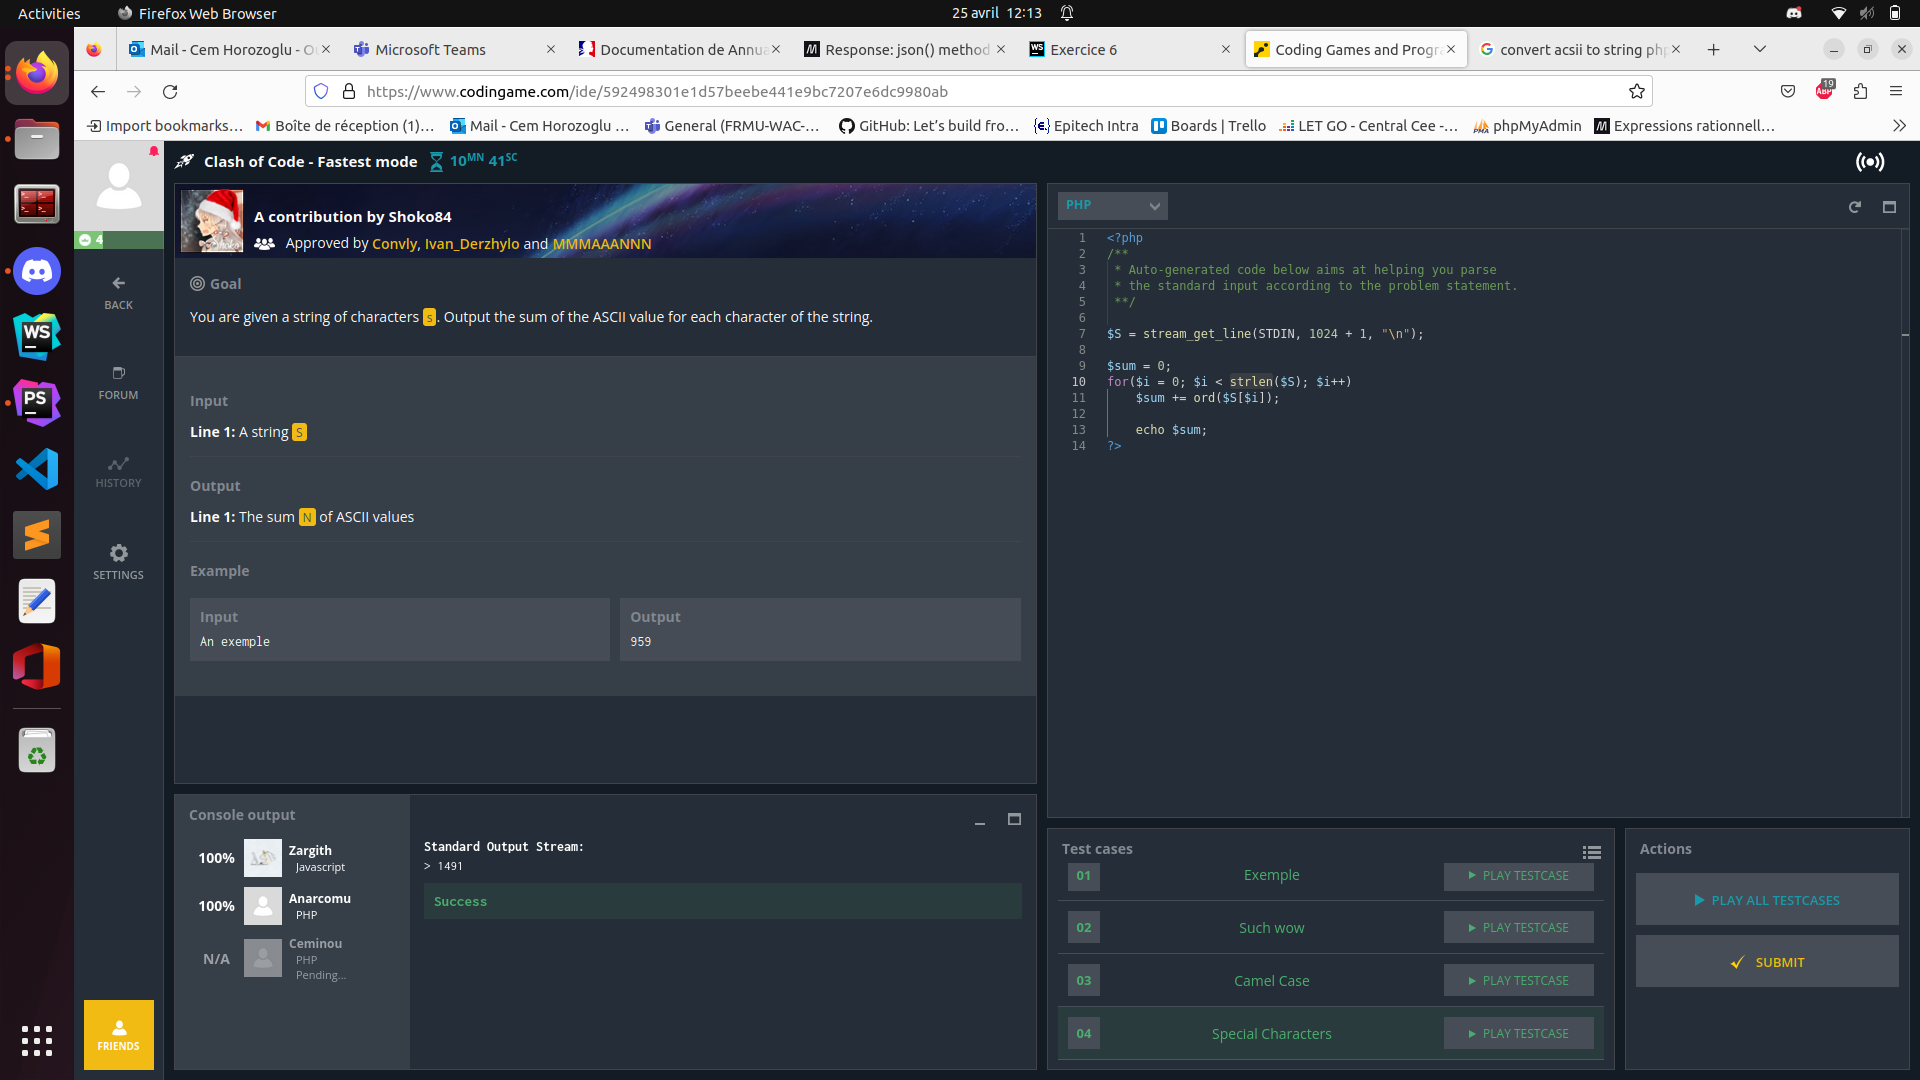 Activities
Firefox Web Browser
25 avril 12:13
Mail - Cem Horozoglu - O
Microsoft Teams
Documentation de Annua
Response: json() method
Exercice 6
Coding Games and Progra
convert acsii to string php
https://www.codingame.com/ide/592498301e1d57beebe441e9bc7207e6dc9980ab
19
ABP
Import bookmarks…
Boîte de réception (1)…
Mail - Cem Horozoglu …
General (FRMU-WAC-…
GitHub: Let's build fro…
Epitech Intra
Boards | Trello
LET GO - Central Cee -…
phpMyAdmin
Expressions rationnell…
4
BACK
FORUM
HISTORY
SETTINGS
FRIENDS
Clash of Code - Fastest mode
10MN 41SC
A contribution by Shoko84
Approved by Convly, Ivan_Derzhylo and MMMAAANNN
Goal
You are given a string of characters s. Output the sum of the ASCII value for each character of the string.
Input
Line 1: A string S
Output
Line 1: The sum N of ASCII values
Example
Input
An exemple
Output
959
Console output
100%
Zargith
Javascript
100%
Anarcomu
PHP
N/A
Ceminou
PHP
Pending...
Standard Output Stream:
> 1491
Success
PHP
1 <?php
2 /**
3 * Auto-generated code below aims at helping you parse
4 * the standard input according to the problem statement.
5 **/
6
7 $S = stream_get_line(STDIN, 1024 + 1, "\n");
8
9 $sum = 0;
10 for($i = 0; $i < strlen($S); $i++)
11 $sum += ord($S[$i]);
12
13 echo $sum;
14 ?>
Test cases
01 Exemple PLAY TESTCASE
02 Such wow PLAY TESTCASE
03 Camel Case PLAY TESTCASE
04 Special Characters PLAY TESTCASE
Actions
PLAY ALL TESTCASES
SUBMIT
WS
PS